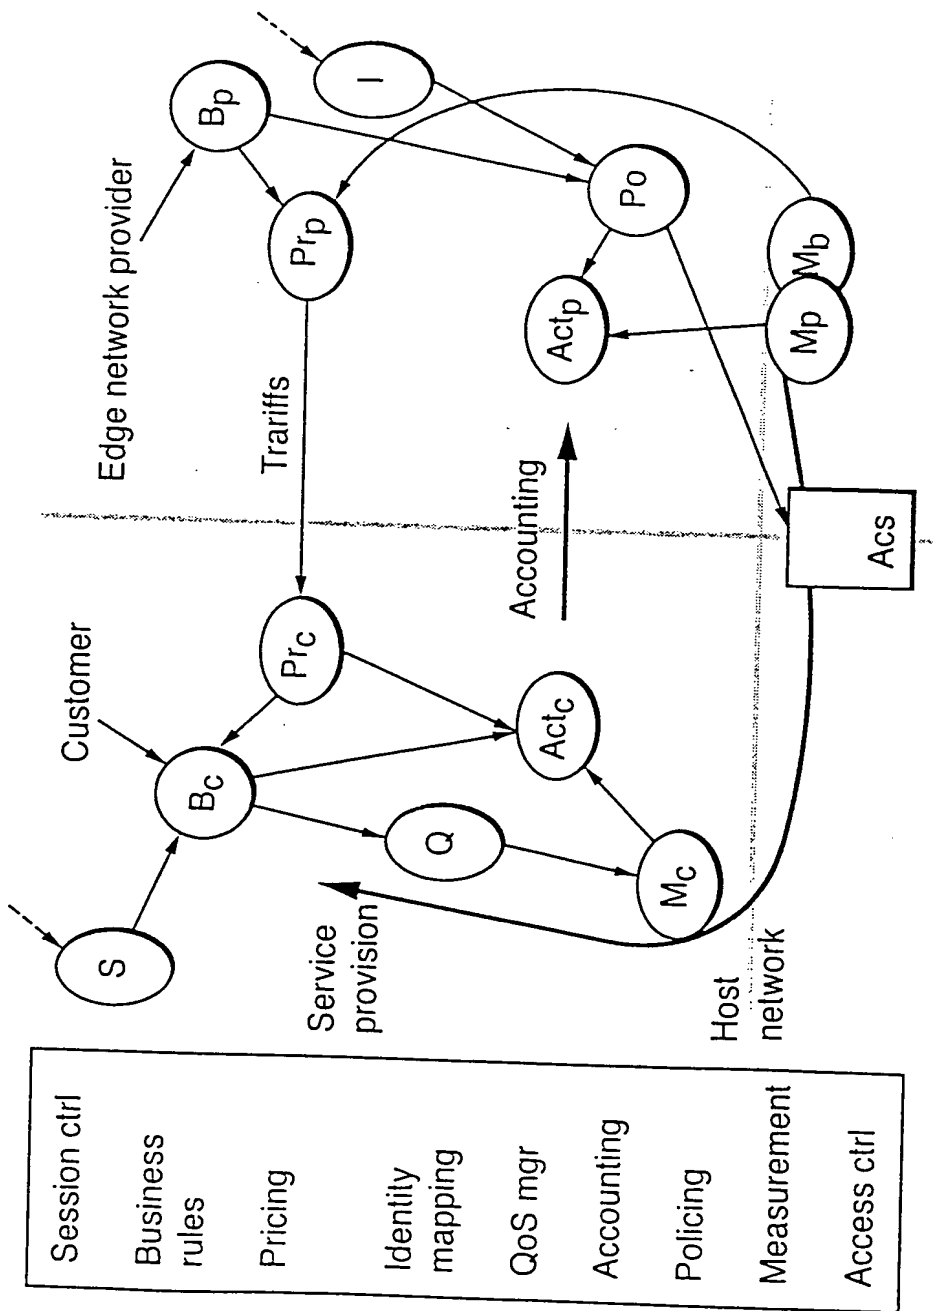 Session ctrl
Business
rules
Pricing
Identity
mapping
QoS mgr
Accounting
Policing
Measurement
Access ctrl
S
Customer
Bc
Prc
Q
Service
provision
Actc
Mc
Host
network
Edge network provider
Bp
I
Prp
Trariffs
Accounting
Po
Actp
Mb
Mp
Acs